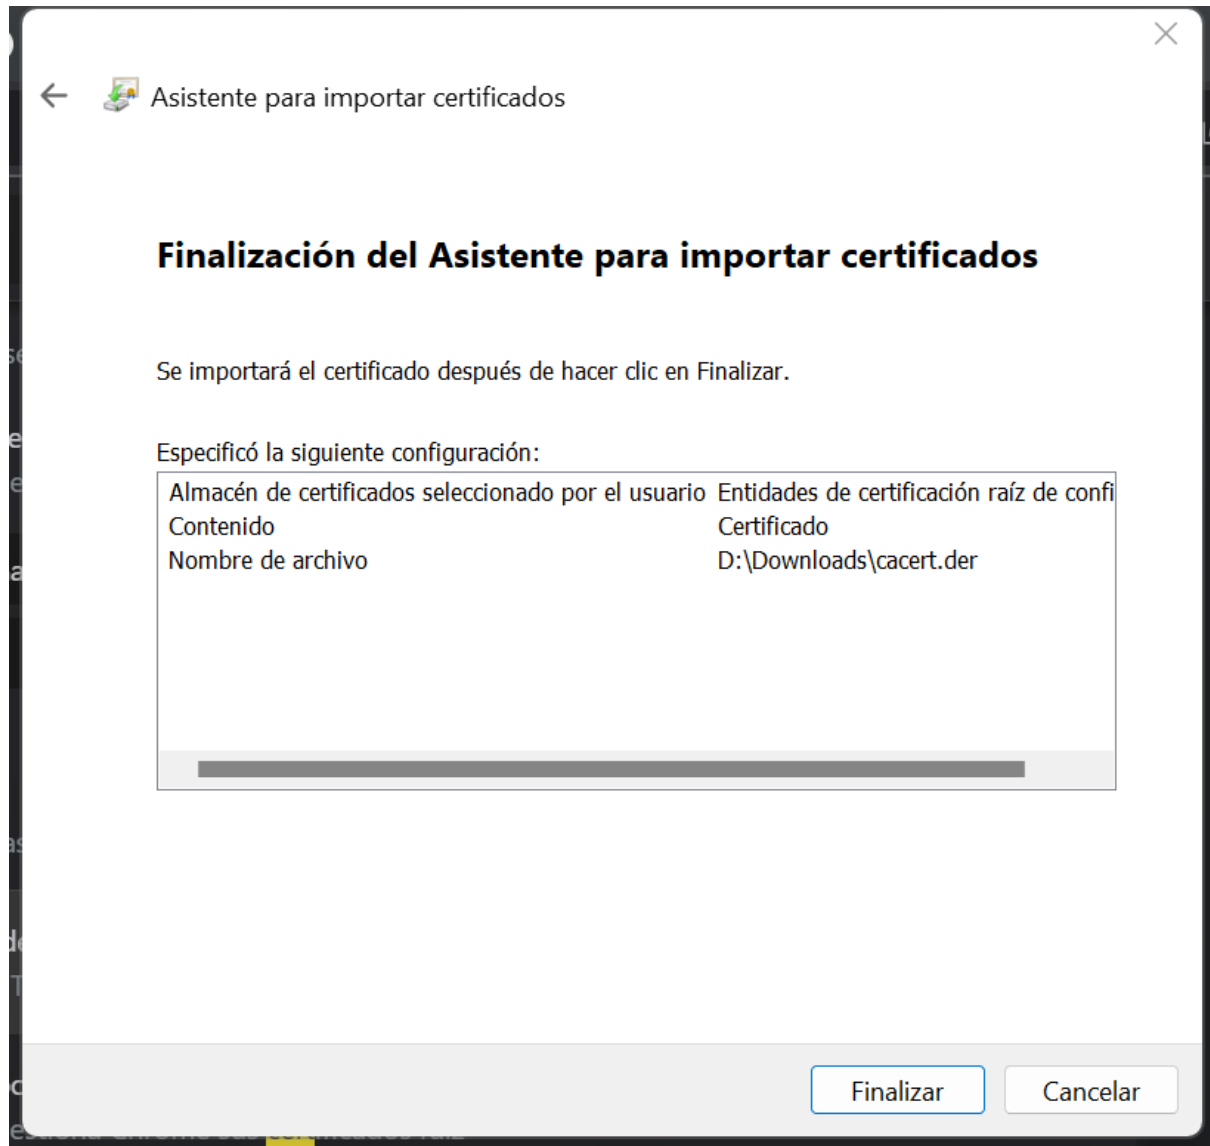 Asistente para importar certificados
Finalización del Asistente para importar certificados
Se importará el certificado después de hacer clic en Finalizar.
Especificó la siguiente configuración:
Almacén de certificados seleccionado por el usuario Entidades de certificación raíz de confi
Contenido Certificado
Nombre de archivo D:\Downloads\cacert.der
Finalizar Cancelar